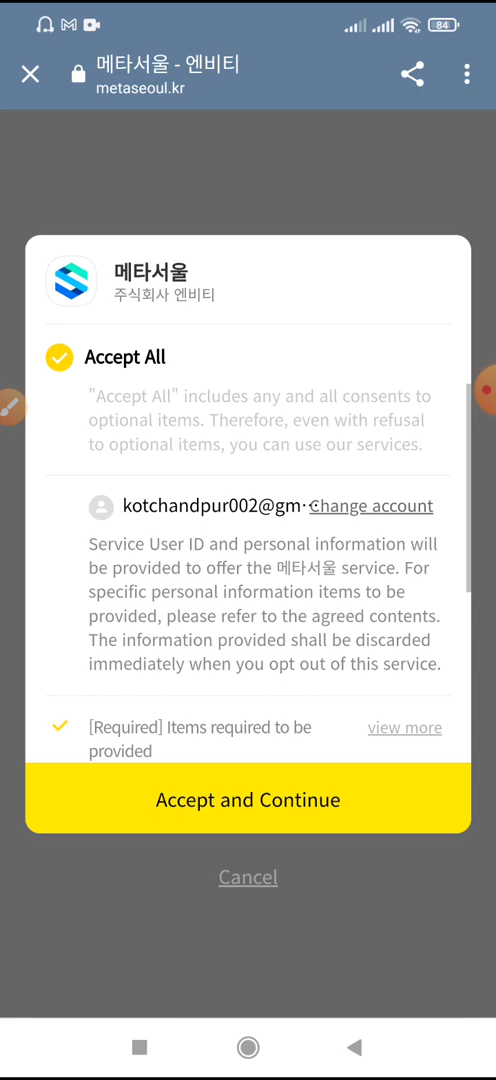 84
메타서울 - 엔비티
metaseoul.kr
메타서울
주식회사 엔비티
Accept All
"Accept All" includes any and all consents to
optional items. Therefore, even with refusal
to optional items, you can use our services.
kotchandpur002@gm··· Change account
Service User ID and personal information will
be provided to offer the 메타서울 service. For
specific personal information items to be
provided, please refer to the agreed contents.
The information provided shall be discarded
immediately when you opt out of this service.
[Required] Items required to be view more
provided
Accept and Continue
Cancel